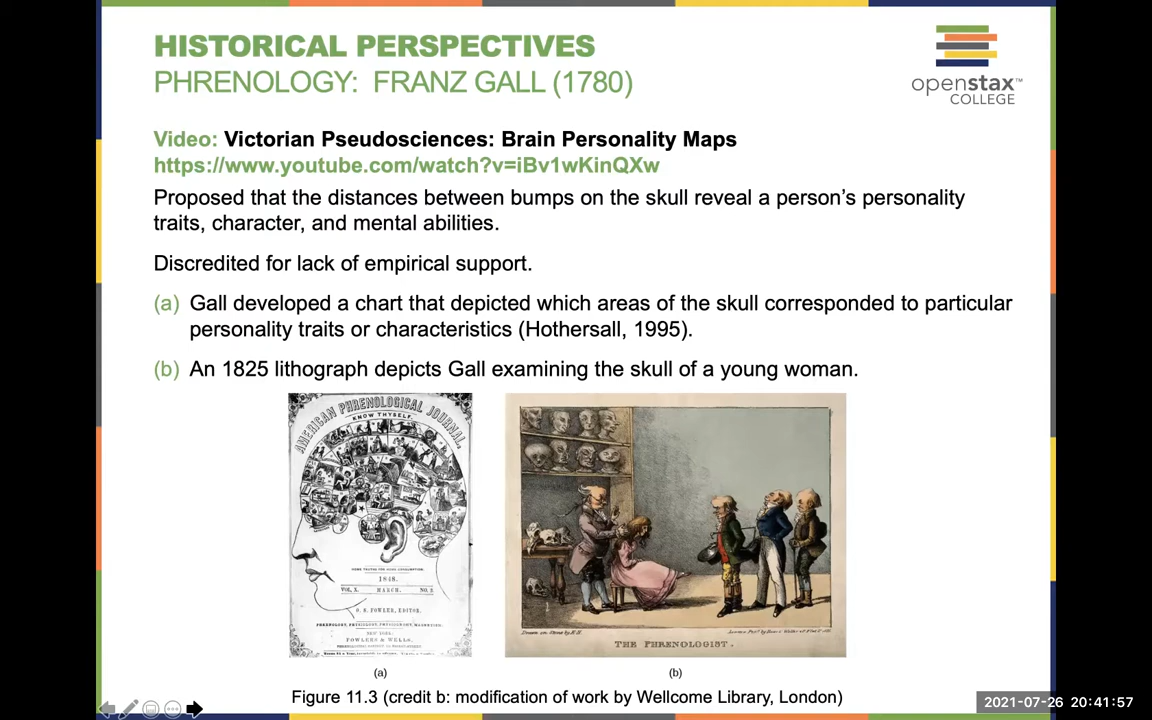 HISTORICAL PERSPECTIVES
PHRENOLOGY: FRANZ GALL (1780)
openstax™
COLLEGE
Video: Victorian Pseudosciences: Brain Personality Maps
https://www.youtube.com/watch?v=iBv1wKinQXw
Proposed that the distances between bumps on the skull reveal a person’s personality
traits, character, and mental abilities.
Discredited for lack of empirical support.
(a) Gall developed a chart that depicted which areas of the skull corresponded to particular
personality traits or characteristics (Hothersall, 1995).
(b) An 1825 lithograph depicts Gall examining the skull of a young woman.
AMERICAN PHRENOLOGICAL JOURNAL
KNOW THYSELF.
1848.
VOL. X. MARCH. NO. 3.
O. S. FOWLER, EDITOR.
NEW YORK:
FOWLERS & WELLS,
THE PHRENOLOGIST.
(a)
(b)
Figure 11.3 (credit b: modification of work by Wellcome Library, London)
2021-07-26 20:41:57